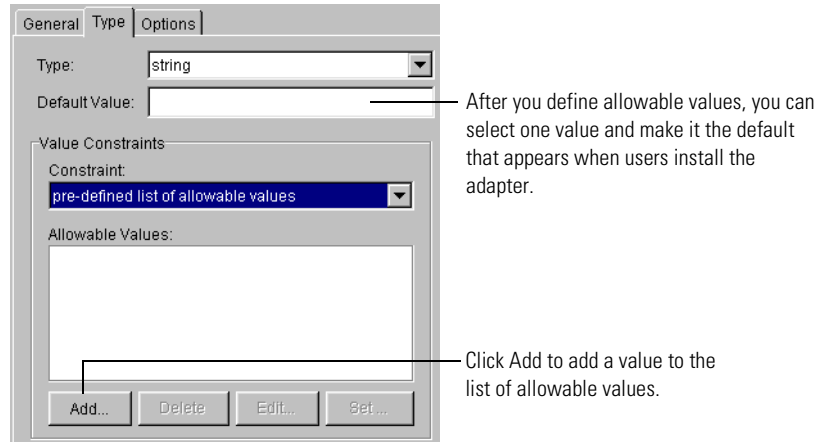 General Type Options
Type: string
Default Value:
After you define allowable values, you can
select one value and make it the default
that appears when users install the
adapter.
Value Constraints
Constraint:
pre-defined list of allowable values
Allowable Values:
Click Add to add a value to the
list of allowable values.
Add... Delete Edit... Set ...